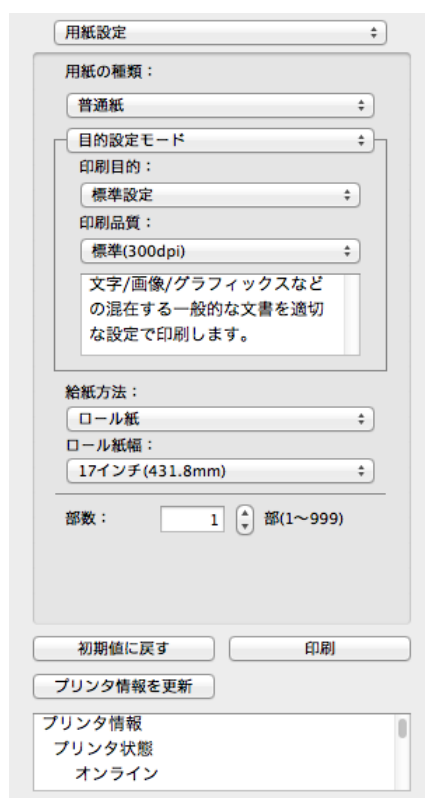 用紙設定
用紙の種類：
普通紙
目的設定モード
印刷目的：
標準設定
印刷品質：
標準(300dpi)
文字/画像/グラフィックスなど
の混在する一般的な文書を適切
な設定で印刷します。
給紙方法：
ロール紙
ロール紙幅：
17インチ(431.8mm)
部数： 1 部(1〜999)
初期値に戻す 印刷
プリンタ情報を更新
プリンタ情報
プリンタ状態
オンライン